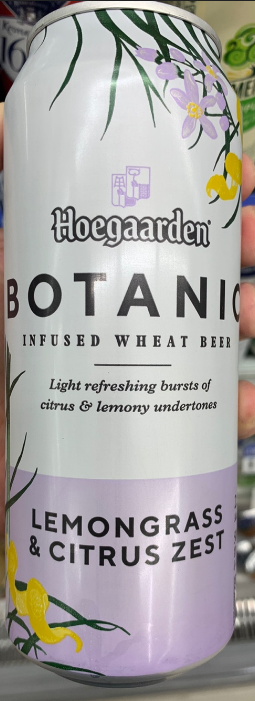 Hoegaarden
BOTANIC
INFUSED WHEAT BEER
Light refreshing bursts of
citrus & lemony undertones
LEMONGRASS
& CITRUS ZEST